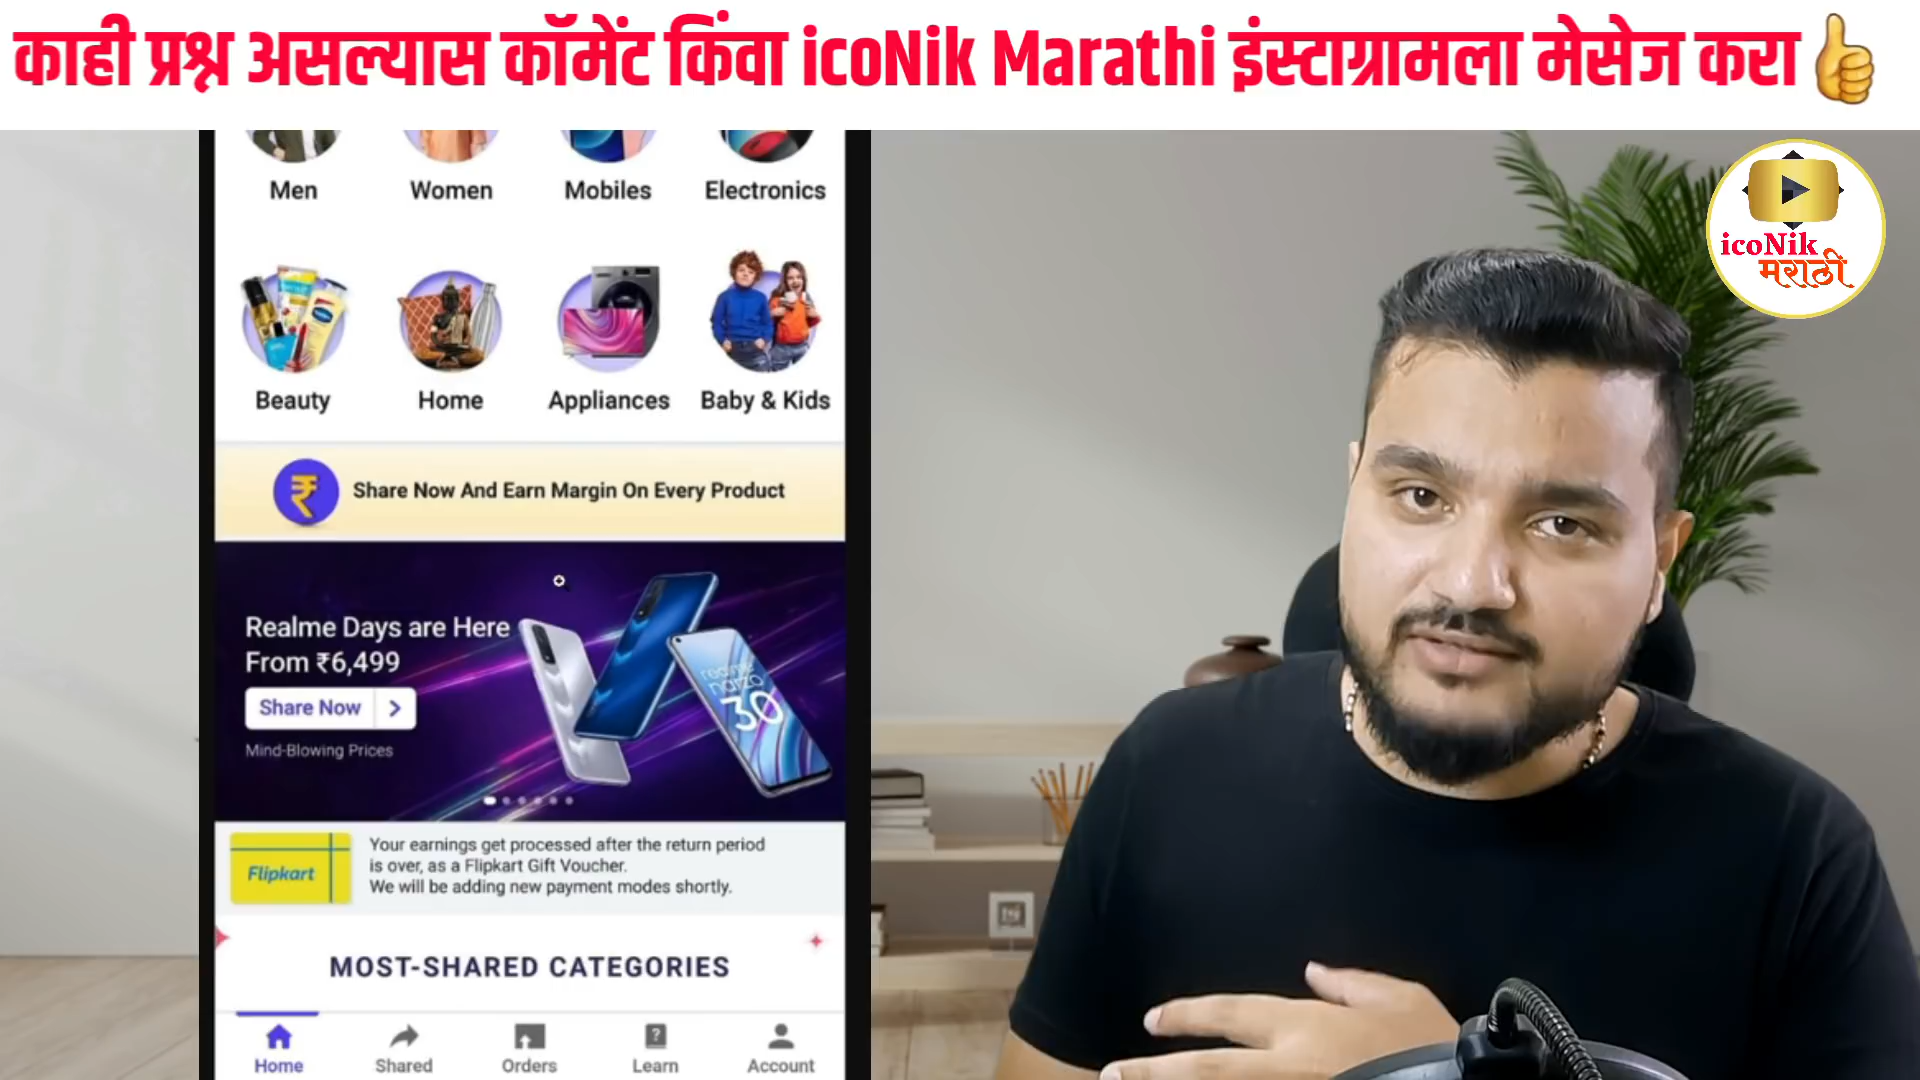 काही प्रश्न असल्यास कॉमेंट किंवा icoNik Marathi इंस्टाग्रामला मेसेज करा
icoNik
मराठी
Men Women Mobiles Electronics
Beauty Home Appliances Baby & Kids
₹ Share Now And Earn Margin On Every Product
Realme Days are Here
From ₹6,499
Share Now
Mind-Blowing Prices
realme
narzo
30
Flipkart
Your earnings get processed after the return period
is over, as a Flipkart Gift Voucher.
We will be adding new payment modes shortly.
MOST-SHARED CATEGORIES
Home Shared Orders Learn Account